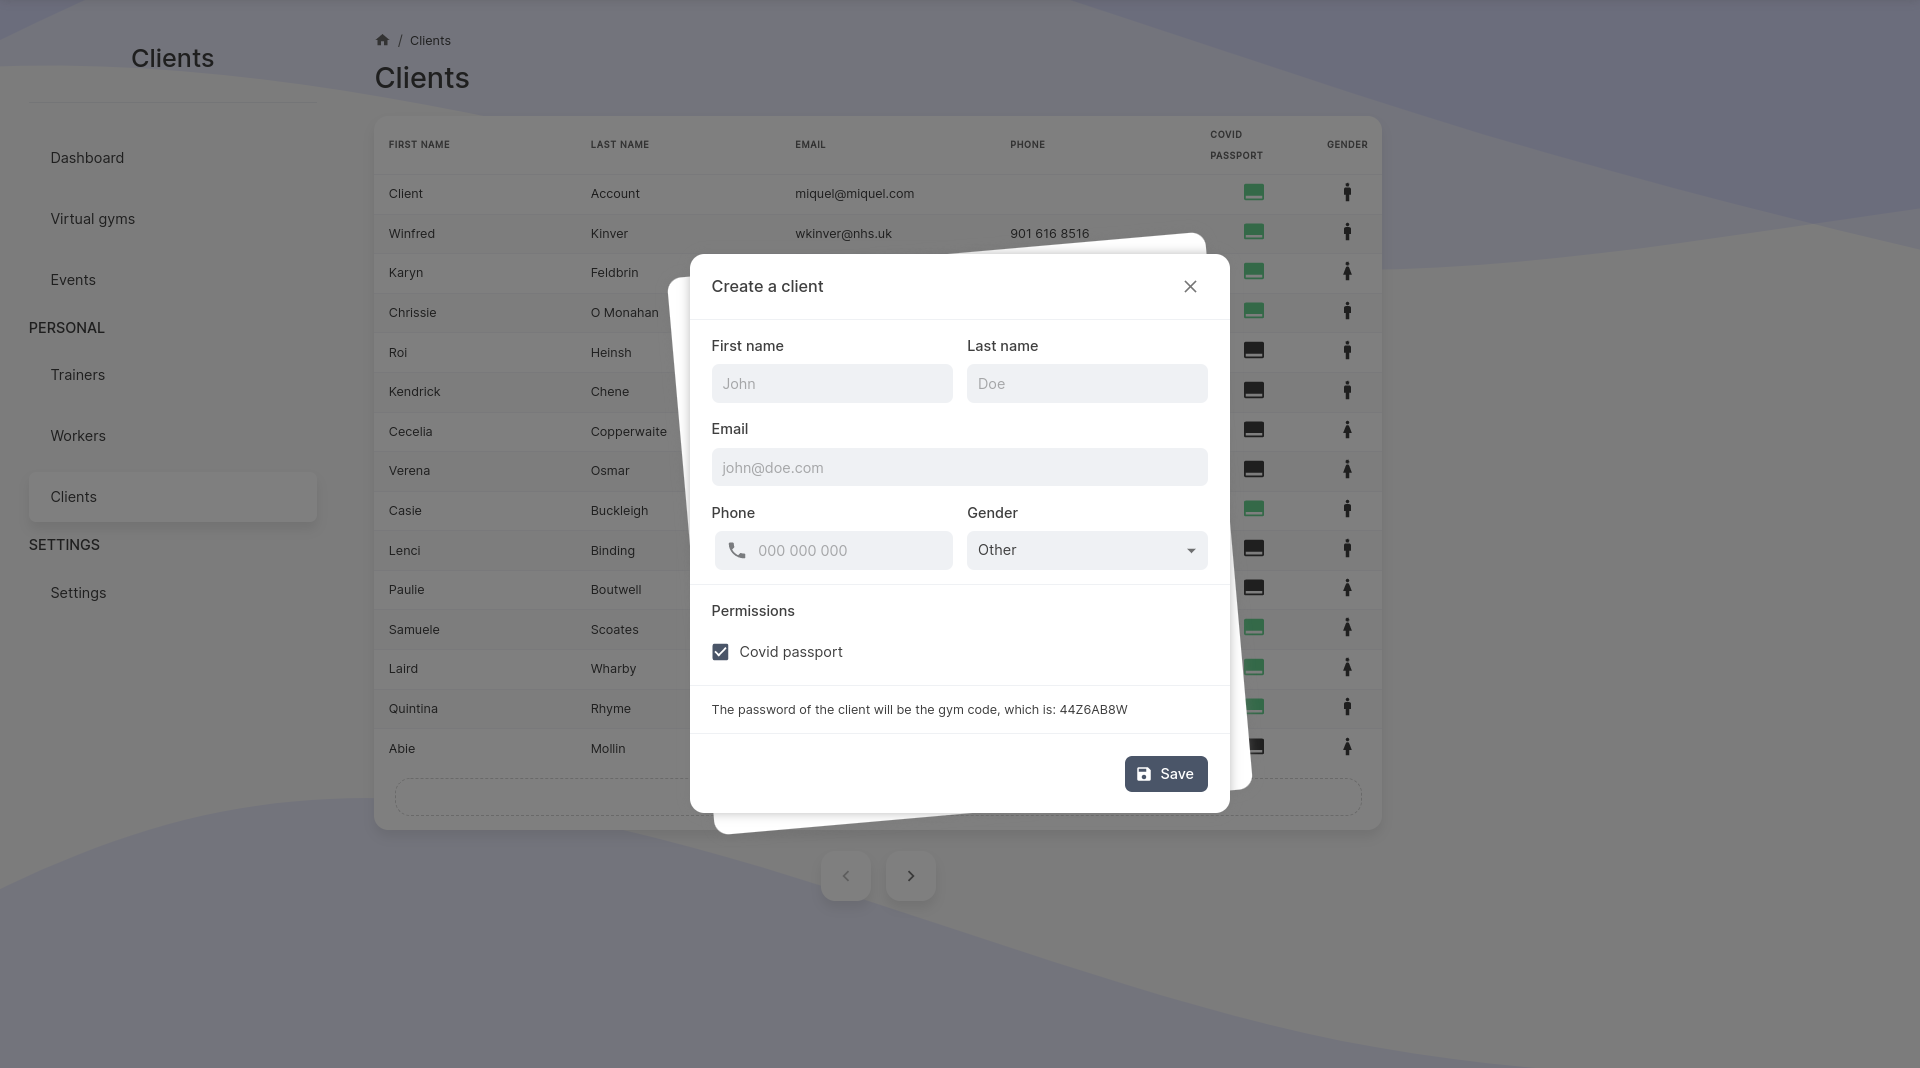 Clients
/ Clients
Clients
Dashboard
Virtual gyms
Events
PERSONAL
Trainers
Workers
Clients
SETTINGS
Settings
FIRST NAME LAST NAME EMAIL PHONE COVID PASSPORT GENDER
Client Account miquel@miquel.com
Winfred Kinver wkinver@nhs.uk 901 616 8516
Karyn Feldbrin
Chrissie O Monahan
Roi Heinsh
Kendrick Chene
Cecelia Copperwaite
Verena Osmar
Casie Buckleigh
Lenci Binding
Paulie Boutwell
Samuele Scoates
Laird Wharby
Quintina Rhyme
Abie Mollin
Create a client
First name Last name
John Doe
Email
john@doe.com
Phone Gender
000 000 000 Other
Permissions
Covid passport
The password of the client will be the gym code, which is: 44Z6AB8W
Save